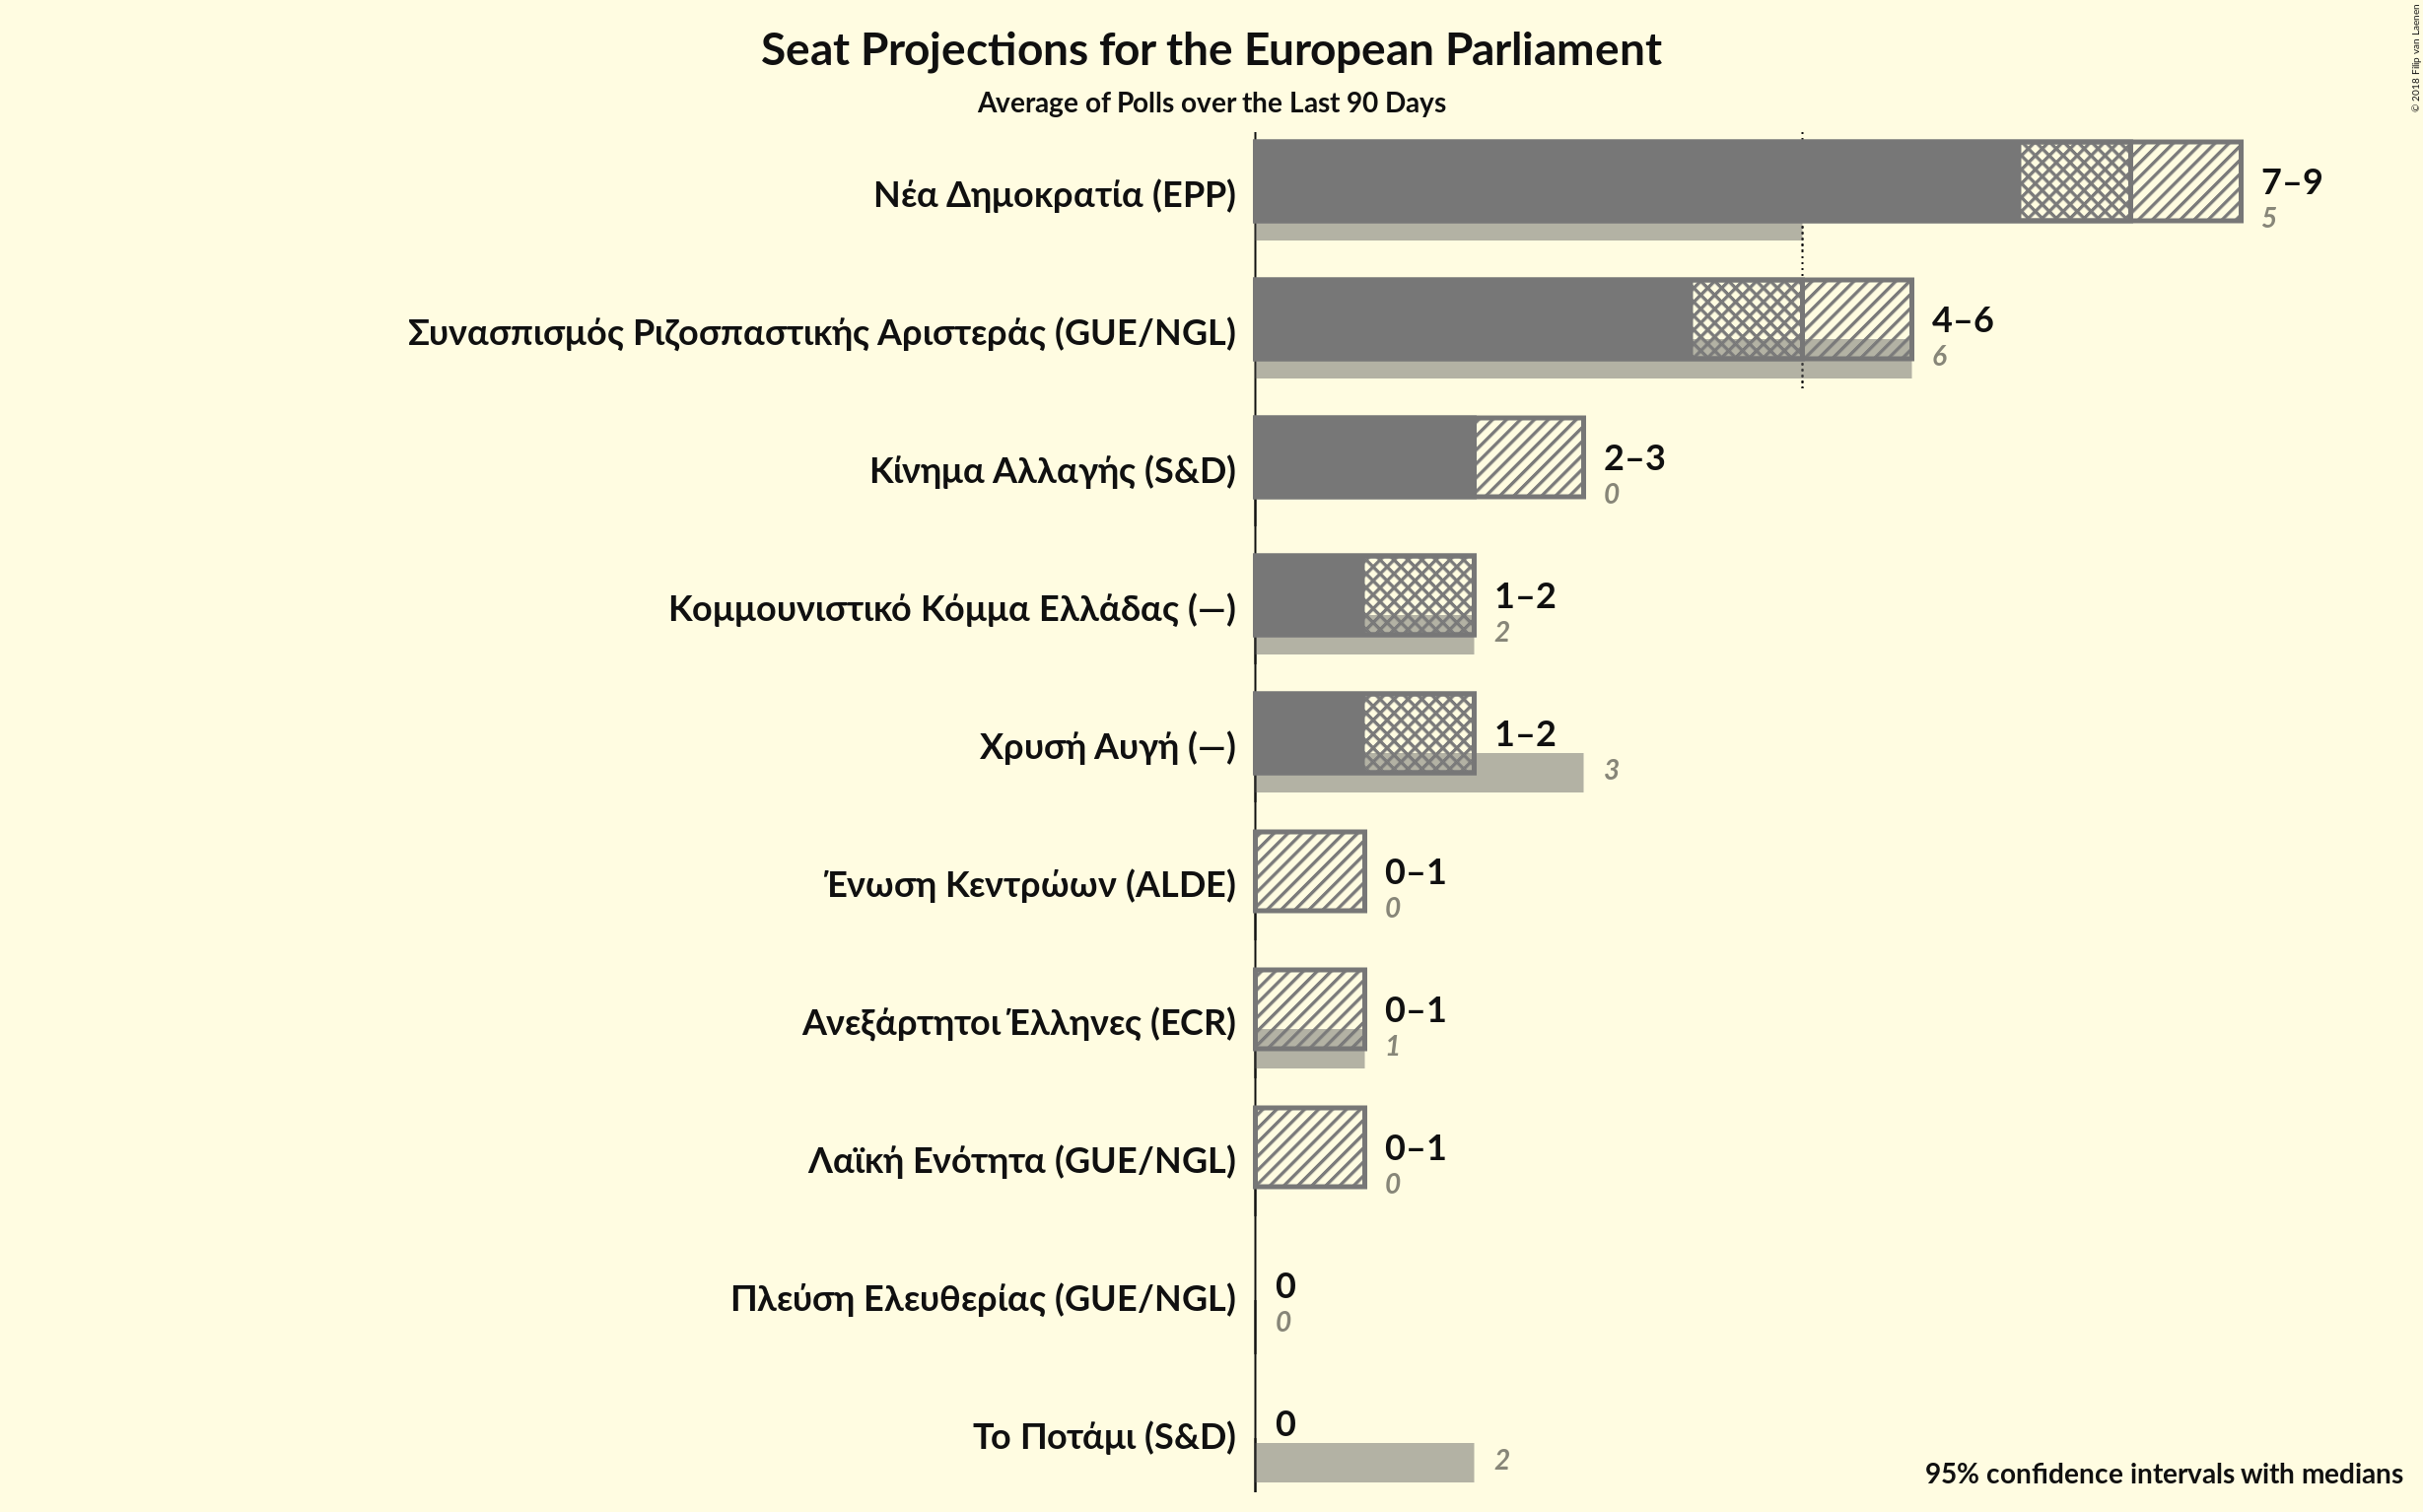 Seat Projections for the European Parliament
Average of Polls over the Last 90 Days
© 2018 Filip van Laenen
Νέα Δημοκρατία (EPP)
7–9
5
Συνασπισμός Ριζοσπαστικής Αριστεράς (GUE/NGL)
4–6
6
Κίνημα Αλλαγής (S&D)
2–3
0
Κομμουνιστικό Κόμμα Ελλάδας (—)
1–2
2
Χρυσή Αυγή (—)
1–2
3
Ένωση Κεντρώων (ALDE)
0–1
0
Ανεξάρτητοι Έλληνες (ECR)
0–1
1
Λαϊκή Ενότητα (GUE/NGL)
0–1
0
Πλεύση Ελευθερίας (GUE/NGL)
0
0
Το Ποτάμι (S&D)
0
2
95% confidence intervals with medians